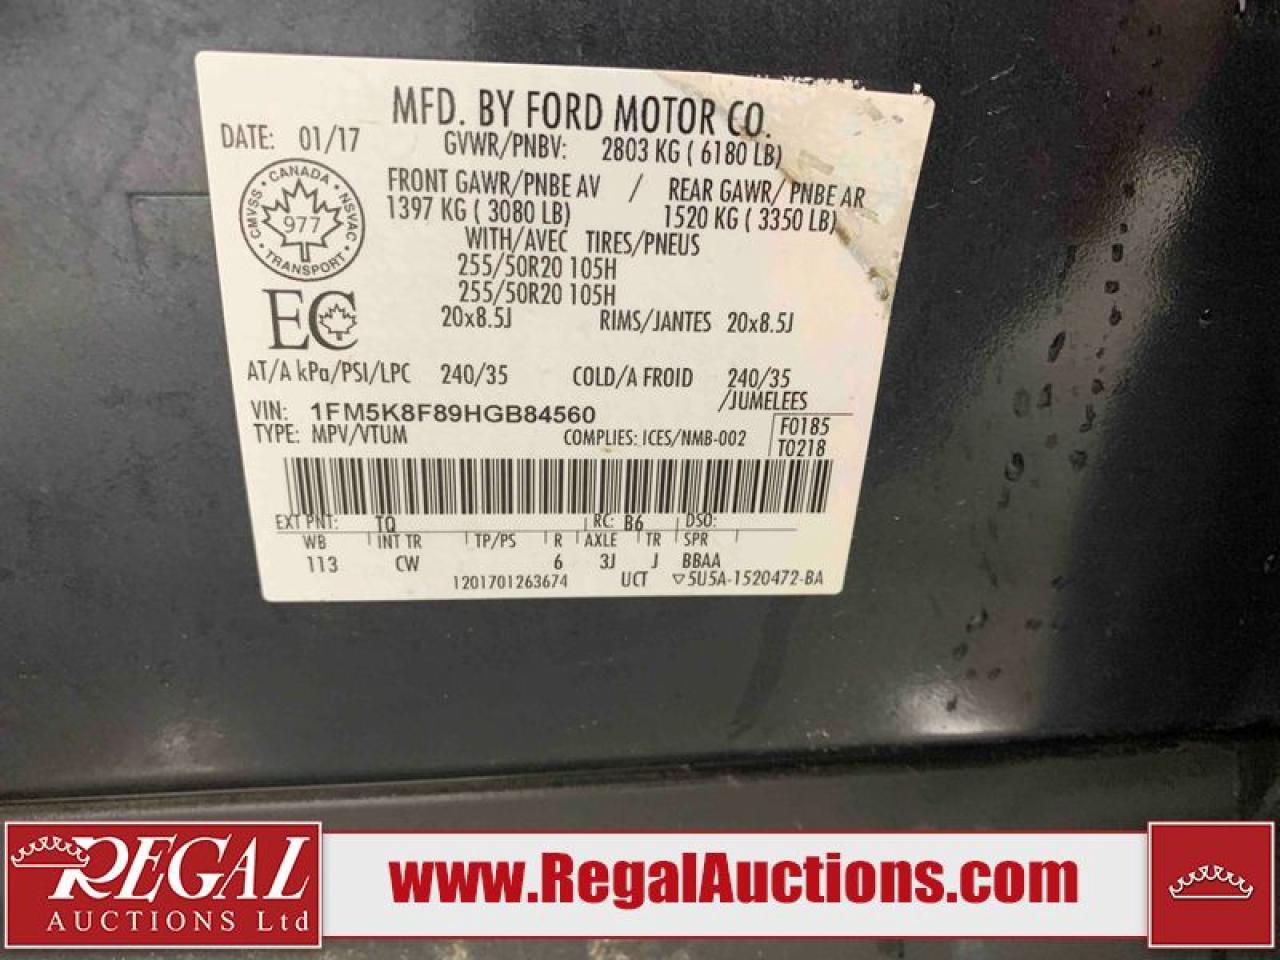 MFD. BY FORD MOTOR CO.
DATE: 01/17 GVWR/PNBV: 2803 KG ( 6180 LB)
FRONT GAWR/PNBE AV / REAR GAWR/ PNBE AR
1397 KG ( 3080 LB) 1520 KG ( 3350 LB)
WITH/AVEC TIRES/PNEUS
255/50R20 105H
255/50R20 105H
20x8.5J RIMS/JANTES 20x8.5J
CANADA
CMVSS
977
NSVAC
TRANSPORT
EC
AT/A kPa/PSI/LPC 240/35 COLD/A FROID 240/35
/JUMELEES
VIN: 1FM5K8F89HGB84560
TYPE: MPV/VTUM COMPLIES: ICES/NMB-002
F0185
T0218
EXT PNT: TQ RC: B6 DSO:
WB INT TR TP/PS R AXLE TR SPR
113 CW 6 3J J BBAA
1201701263674 UCT ▽5U5A-1520472-BA
REGAL
AUCTIONS Ltd
www.RegalAuctions.com